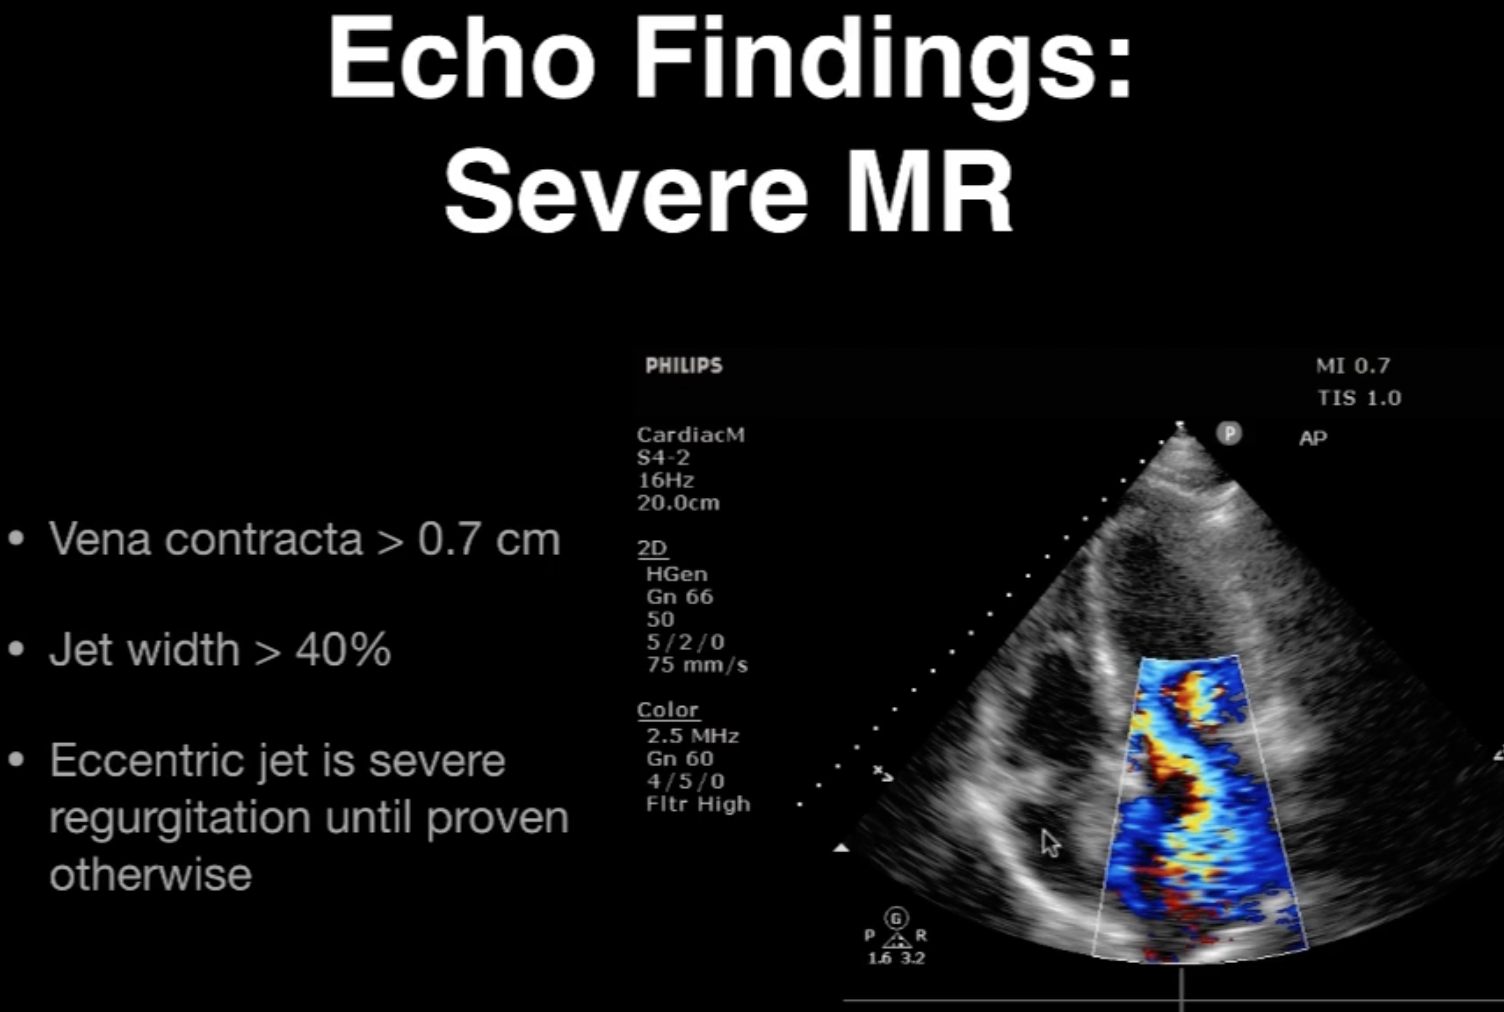 Echo Findings:
Severe MR
• Vena contracta > 0.7 cm
• Jet width > 40%
• Eccentric jet is severe
regurgitation until proven
otherwise
PHILIPS
MI 0.7
TIS 1.0
CardiacM
S4-2
16Hz
20.0cm
2D
HGen
Gn 66
50
5/2/0
75 mm/s
Color
2.5 MHz
Gn 60
4/5/0
Fltr High
P
AP
G
P R
1.6 3.2